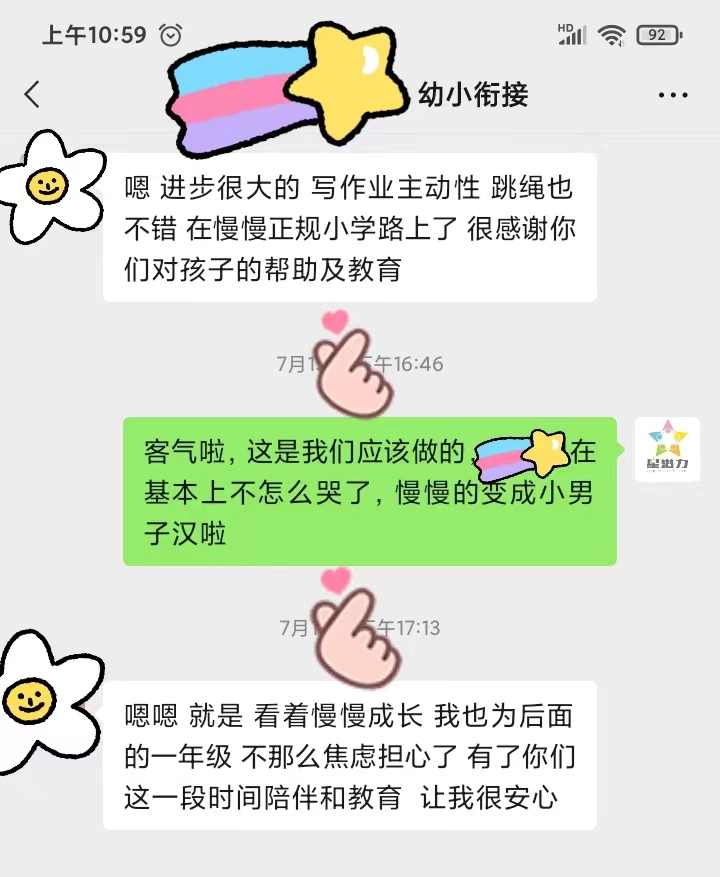 上午10:59
HD
92
幼小衔接
嗯 进步很大的 写作业主动性 跳绳也
不错 在慢慢正规小学路上了 很感谢你
们对孩子的帮助及教育
7月1 午16:46
客气啦，这是我们应该做的 在
基本上不怎么哭了，慢慢的变成小男
子汉啦
星潜力
7月1 午17:13
嗯嗯 就是 看着慢慢成长 我也为后面
的一年级 不那么焦虑担心了 有了你们
这一段时间陪伴和教育 让我很安心